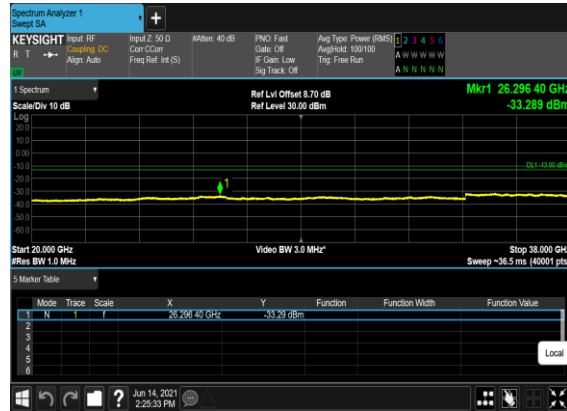 Spectrum Analyzer 1
Swept SA
+
KEYSIGHT
R T
Input: RF
Coupling: DC
Align: Auto
Input Z: 50 Ω
Corr CCorr
Freq Ref: Int (S)
#Atten: 40 dB
PNO: Fast
Gate: Off
IF Gain: Low
Sig Track: Off
Avg Type: Power (RMS)
Avg|Hold: 100/100
Trig: Free Run
1 2 3 4 5 6
A W W W W W
A N N N N N
1 Spectrum
Scale/Div 10 dB
Ref Lvl Offset 8.70 dB
Ref Level 30.00 dBm
Mkr1 26.296 40 GHz
-33.289 dBm
Log
20.0
10.0
0.00
-10.0
-20.0
-30.0
-40.0
-50.0
-60.0
DL1 -13.00 dBm
1
Start 20.000 GHz
#Res BW 1.0 MHz
Video BW 3.0 MHz*
Stop 38.000 GHz
Sweep ~36.5 ms (40001 pts)
5 Marker Table
Mode Trace Scale X Y Function Function Width Function Value
1 N 1 f 26.296 40 GHz -33.29 dBm
2
3
4
5
6
Local
?
Jun 14, 2021
2:25:33 PM